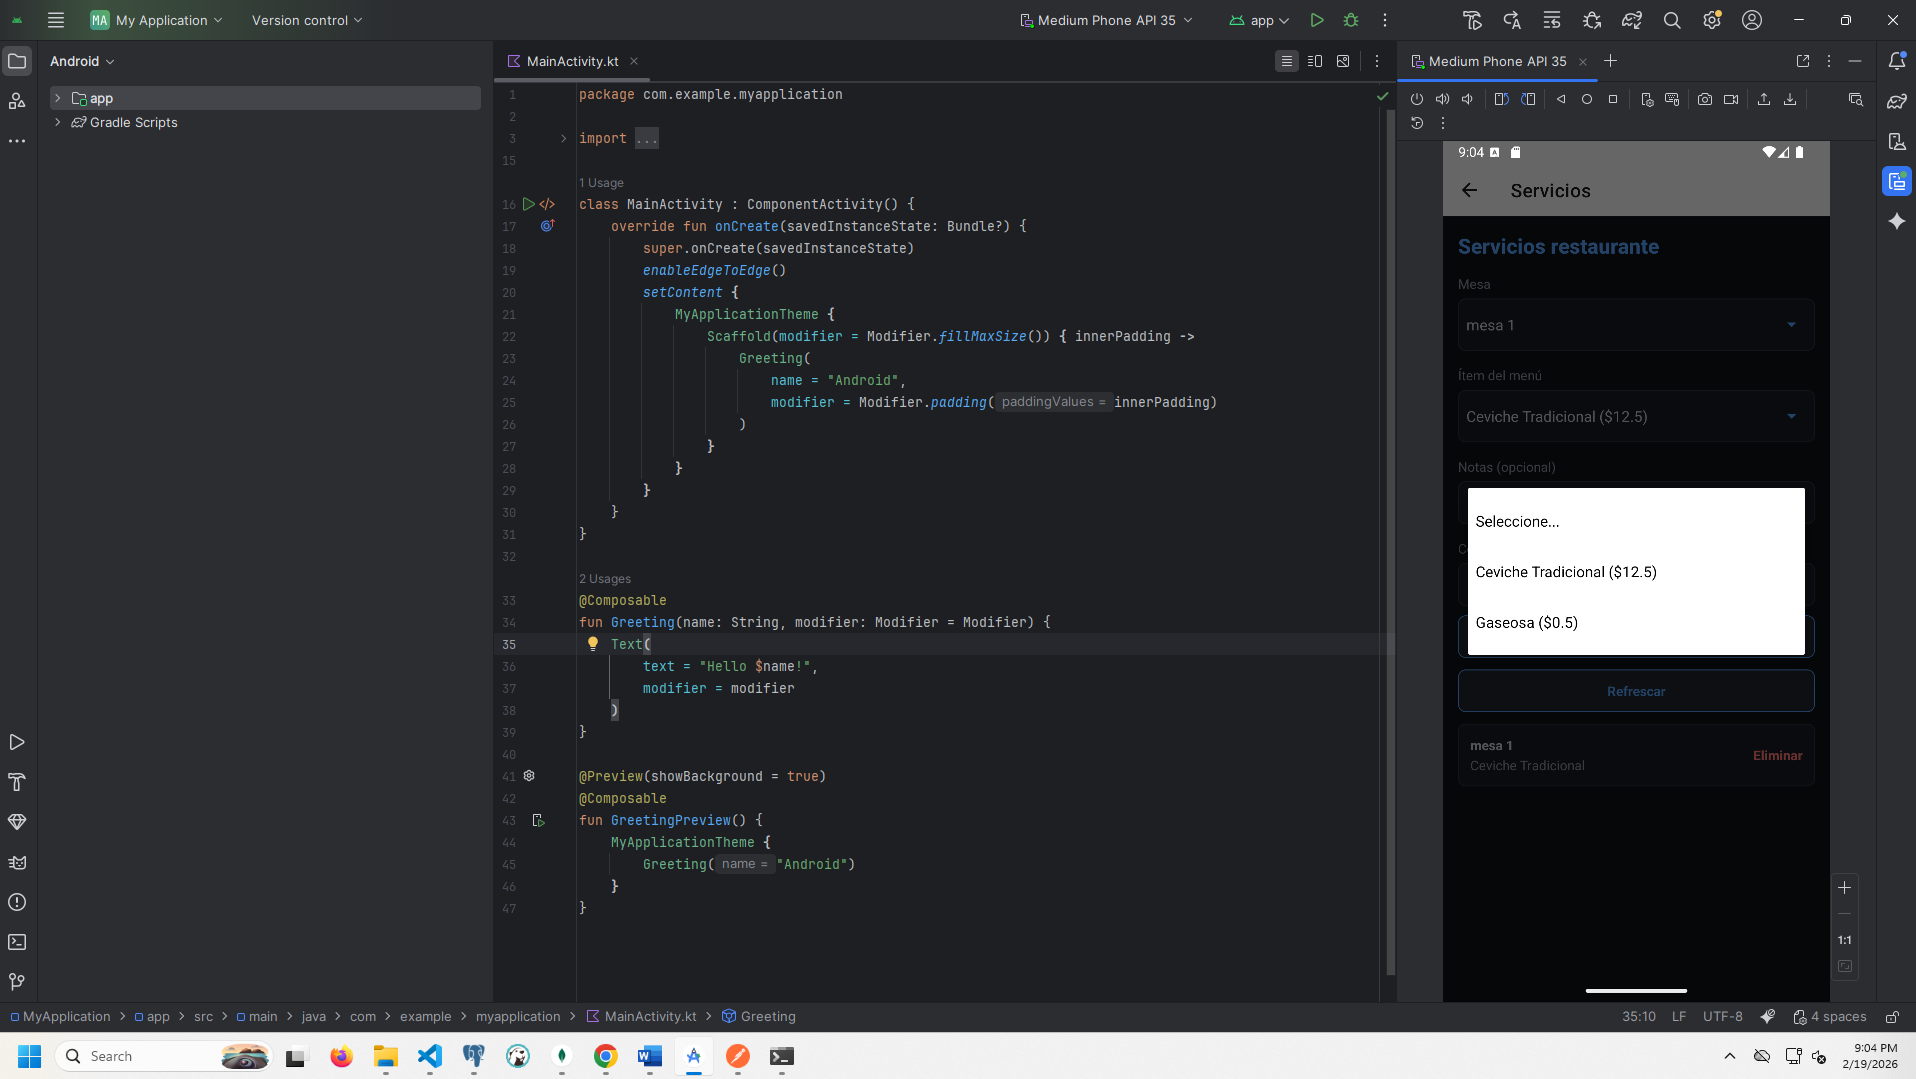 MA My Application
Version control
Medium Phone API 35
app
Android
MainActivity.kt
Medium Phone API 35
app
Gradle Scripts
1 package com.example.myapplication
2
3 import ...
15
1 Usage
16 class MainActivity : ComponentActivity() {
17 override fun onCreate(savedInstanceState: Bundle?) {
18 super.onCreate(savedInstanceState)
19 enableEdgeToEdge()
20 setContent {
21 MyApplicationTheme {
22 Scaffold(modifier = Modifier.fillMaxSize()) { innerPadding ->
23 Greeting(
24 name = "Android",
25 modifier = Modifier.padding( paddingValues = innerPadding)
26 )
27 }
28 }
29 }
30 }
31 }
32
2 Usages
33 @Composable
34 fun Greeting(name: String, modifier: Modifier = Modifier) {
35 Text(
36 text = "Hello $name!",
37 modifier = modifier
38 )
39 }
40
41 @Preview(showBackground = true)
42 @Composable
43 fun GreetingPreview() {
44 MyApplicationTheme {
45 Greeting( name = "Android")
46 }
47 }
9:04
Servicios
Servicios restaurante
Mesa
mesa 1
Ítem del menú
Ceviche Tradicional ($12.5)
Notas (opcional)
Seleccione...
Ceviche Tradicional ($12.5)
Gaseosa ($0.5)
Refrescar
mesa 1
Ceviche Tradicional
Eliminar
1:1
MyApplication > app > src > main > java > com > example > myapplication > MainActivity.kt > Greeting
35:10 LF UTF-8 4 spaces
Search
9:04 PM
2/19/2026